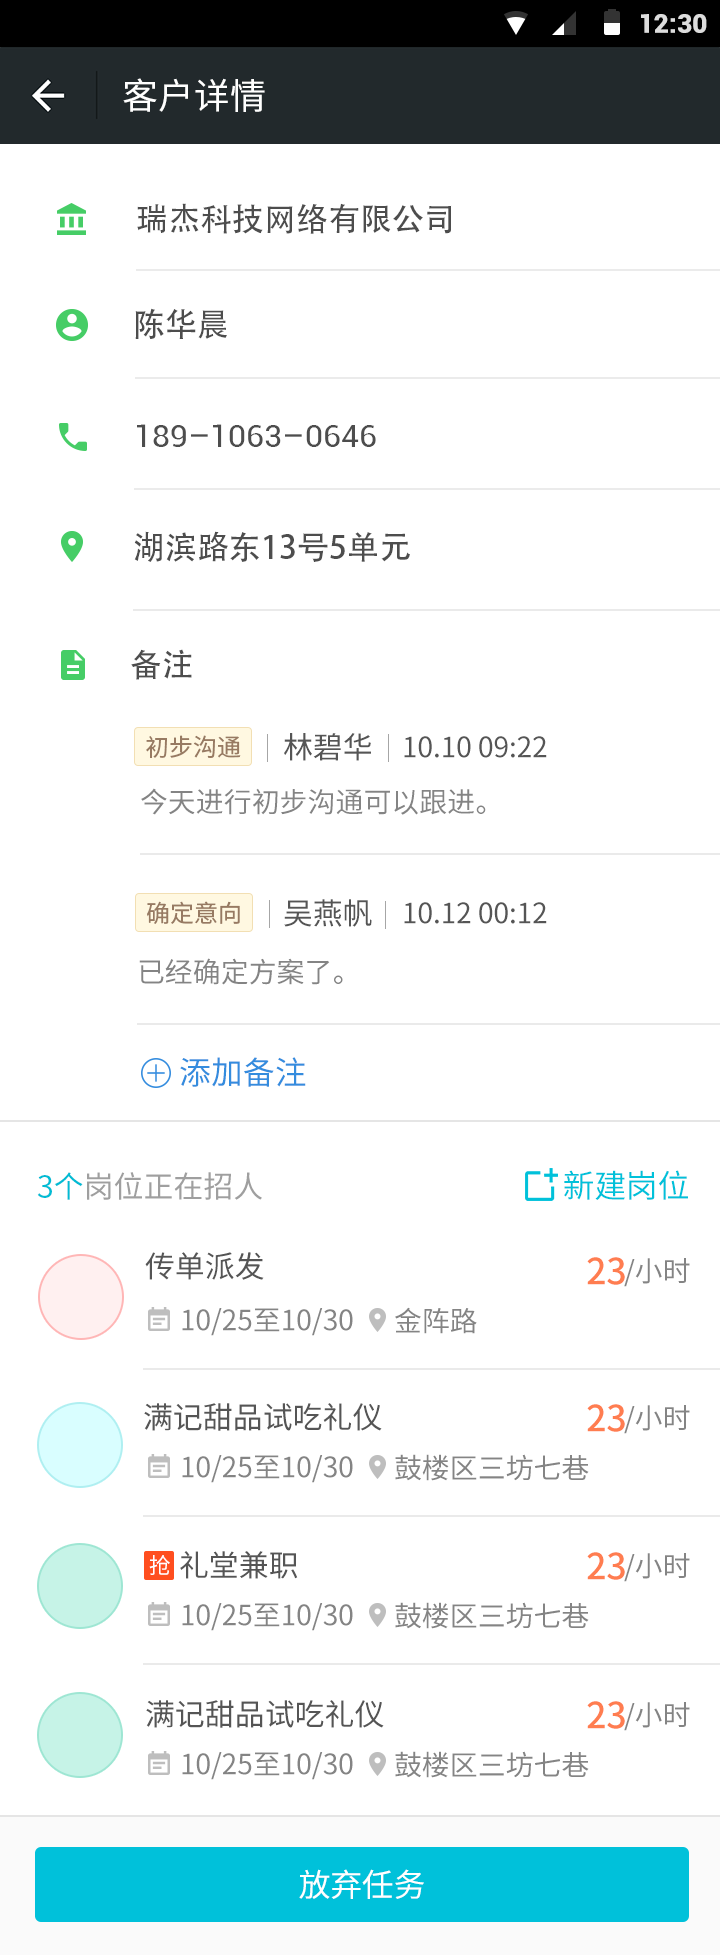 12:30
客户详情
瑞杰科技网络有限公司
陈华晨
189-1063-0646
湖滨路东13号5单元
备注
初步沟通 | 林碧华 | 10.10 09:22
今天进行初步沟通可以跟进。
确定意向 | 吴燕帆 | 10.12 00:12
已经确定方案了。
添加备注
3个岗位正在招人 新建岗位
传单派发 23/小时
10/25至10/30 金阵路
满记甜品试吃礼仪 23/小时
10/25至10/30 鼓楼区三坊七巷
抢 礼堂兼职 23/小时
10/25至10/30 鼓楼区三坊七巷
满记甜品试吃礼仪 23/小时
10/25至10/30 鼓楼区三坊七巷
放弃任务